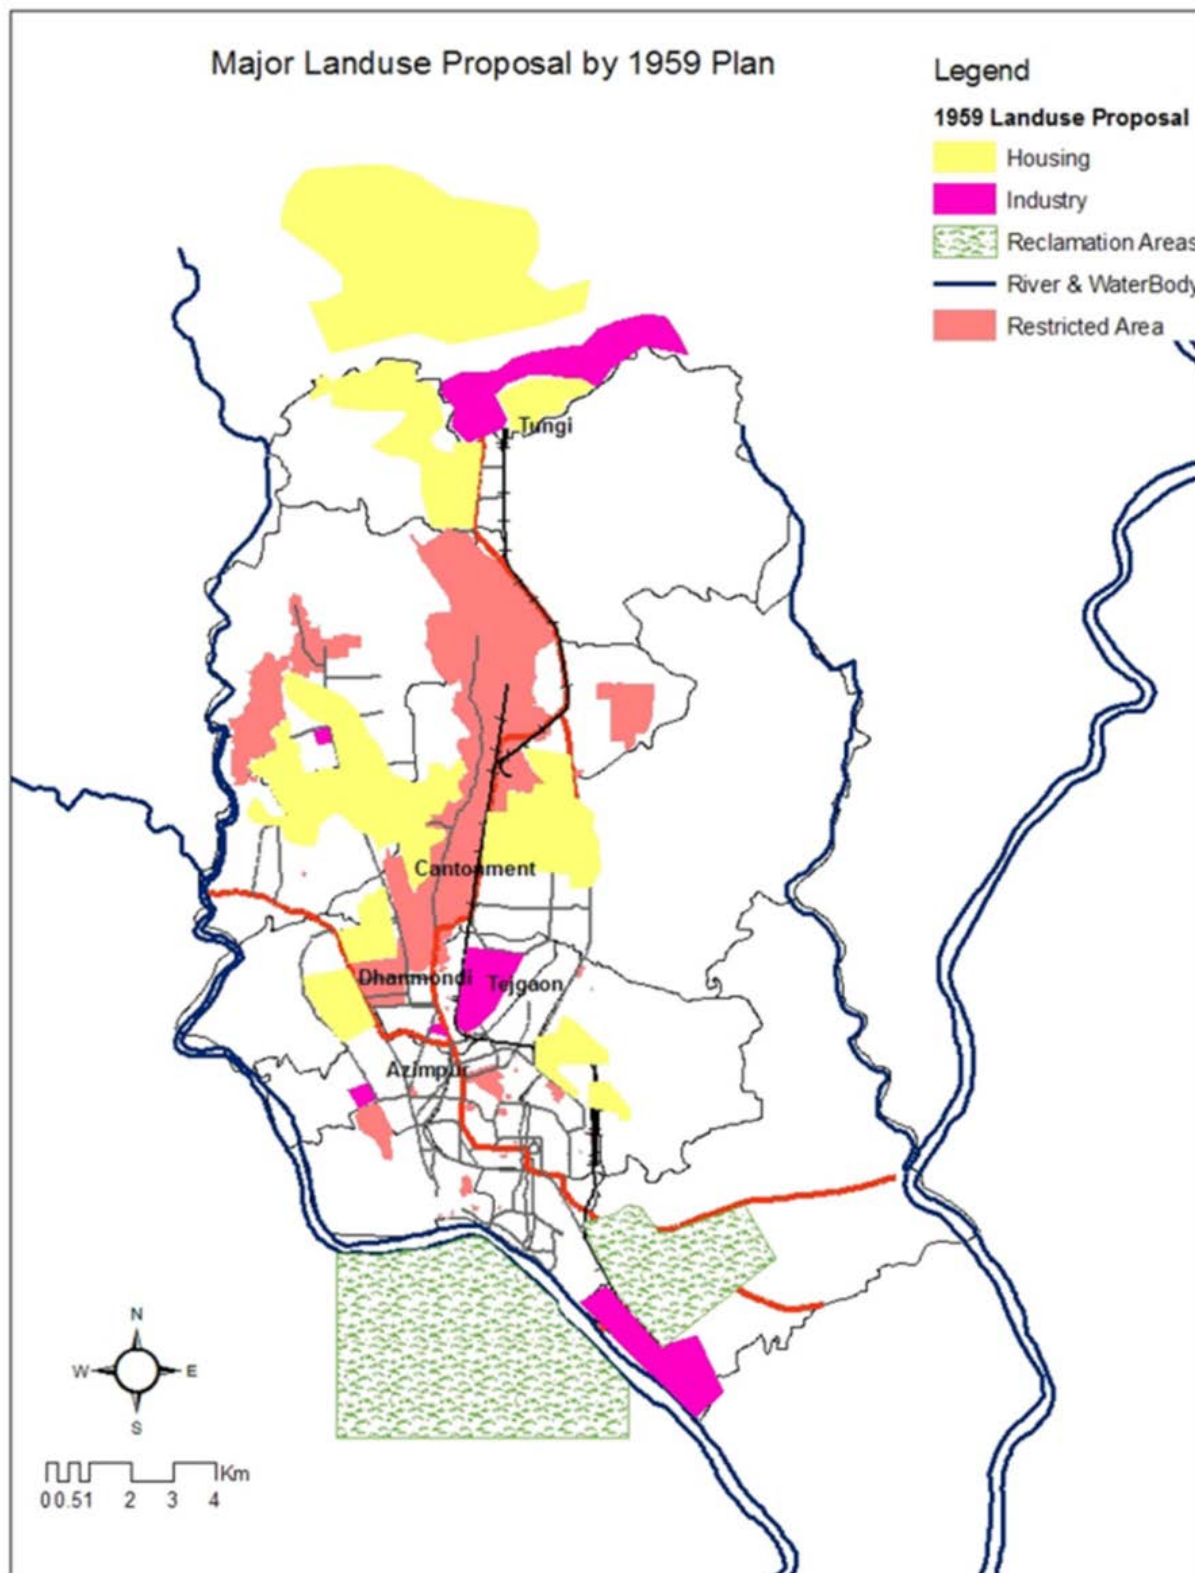 Major Landuse Proposal by 1959 Plan
Legend
1959 Landuse Proposal
Housing
Industry
Reclamation Areas
River & WaterBody
Restricted Area
Tungi
Cantonment
Dhanmondi
Tejgaon
Azimpur
N
W
E
S
Km
0 0.5 1 2 3 4